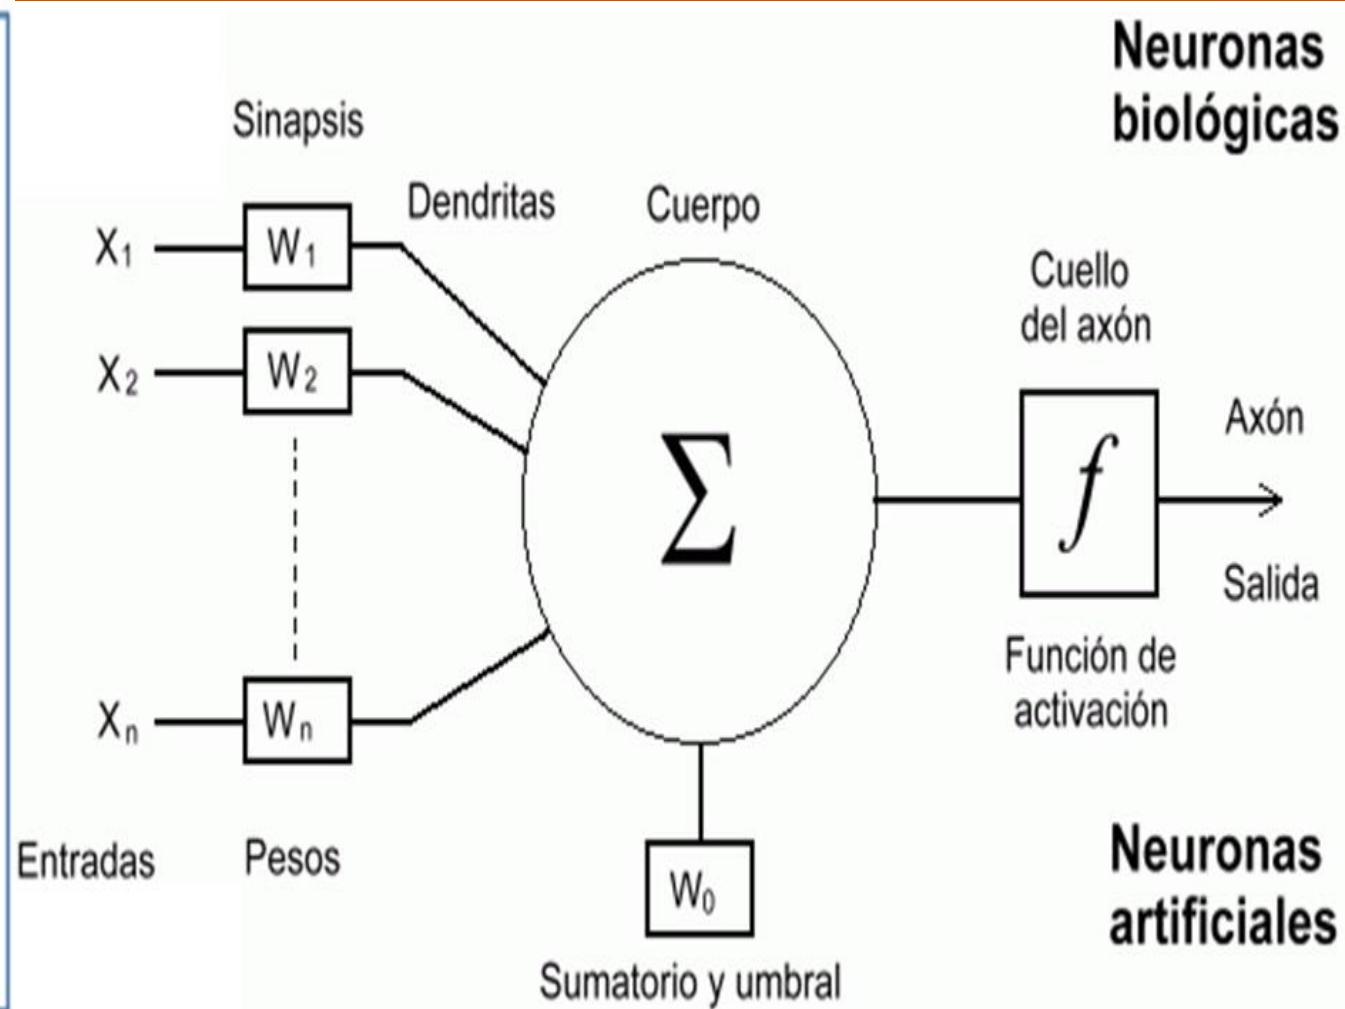 Neuronas
biológicas
Sinapsis
Dendritas
Cuerpo
X1
W1
Cuello
del axón
X2
W2
Σ
f
Axón
Salida
Función de
activación
Xn
Wn
Entradas
Pesos
W0
Neuronas
artificiales
Sumatorio y umbral